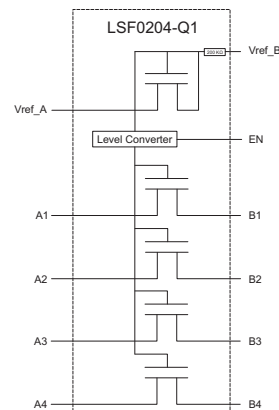 LSF0204-Q1
Vref_B
200 KΩ
Vref_A
Level Converter
EN
A1
B1
A2
B2
A3
B3
A4
B4